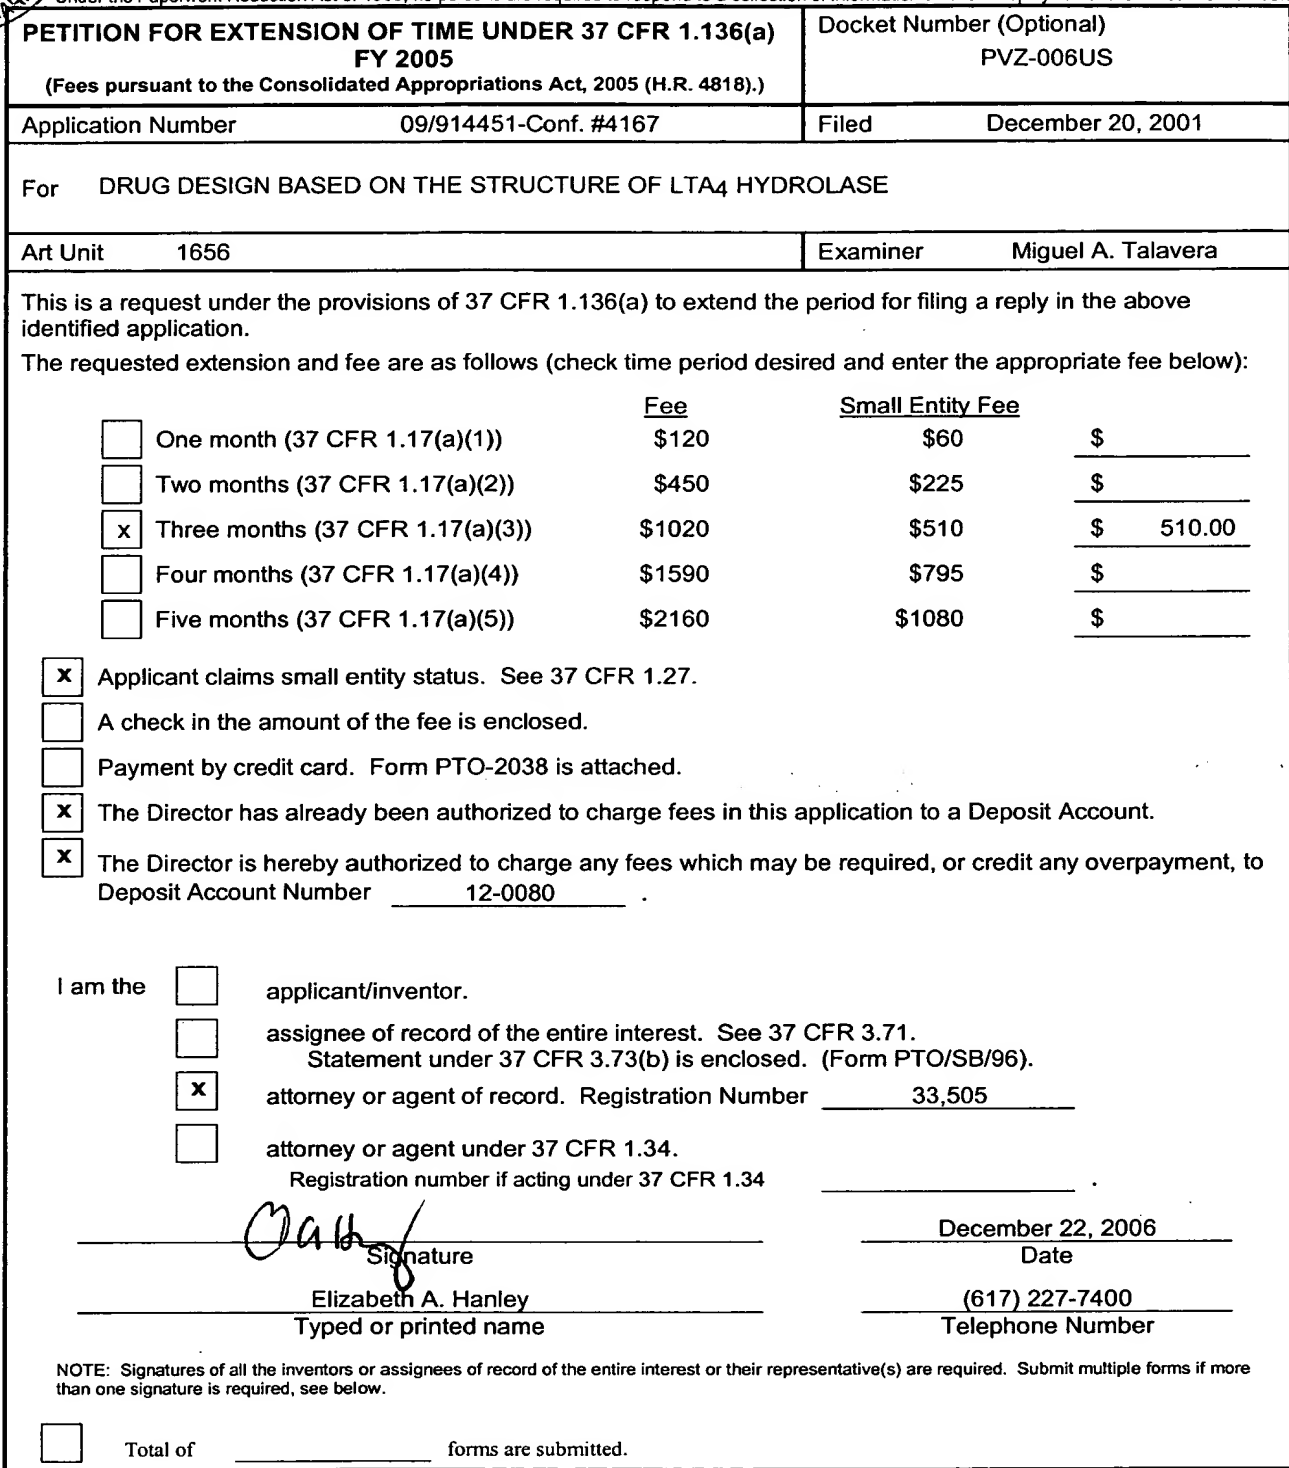 PETITION FOR EXTENSION OF TIME UNDER 37 CFR 1.136(a)
FY 2005
(Fees pursuant to the Consolidated Appropriations Act, 2005 (H.R. 4818).)
Docket Number (Optional)
PVZ-006US
Application Number 09/914451-Conf. #4167
Filed December 20, 2001
For DRUG DESIGN BASED ON THE STRUCTURE OF LTA4 HYDROLASE
Art Unit 1656
Examiner Miguel A. Talavera
This is a request under the provisions of 37 CFR 1.136(a) to extend the period for filing a reply in the above
identified application.
The requested extension and fee are as follows (check time period desired and enter the appropriate fee below):
Fee Small Entity Fee
One month (37 CFR 1.17(a)(1)) $120 $60 $
Two months (37 CFR 1.17(a)(2)) $450 $225 $
x Three months (37 CFR 1.17(a)(3)) $1020 $510 $ 510.00
Four months (37 CFR 1.17(a)(4)) $1590 $795 $
Five months (37 CFR 1.17(a)(5)) $2160 $1080 $
x Applicant claims small entity status. See 37 CFR 1.27.
A check in the amount of the fee is enclosed.
Payment by credit card. Form PTO-2038 is attached.
x The Director has already been authorized to charge fees in this application to a Deposit Account.
x The Director is hereby authorized to charge any fees which may be required, or credit any overpayment, to
Deposit Account Number 12-0080 .
I am the applicant/inventor.
assignee of record of the entire interest. See 37 CFR 3.71.
Statement under 37 CFR 3.73(b) is enclosed. (Form PTO/SB/96).
x attorney or agent of record. Registration Number 33,505
attorney or agent under 37 CFR 1.34.
Registration number if acting under 37 CFR 1.34 .
December 22, 2006
Signature Date
Elizabeth A. Hanley (617) 227-7400
Typed or printed name Telephone Number
NOTE: Signatures of all the inventors or assignees of record of the entire interest or their representative(s) are required. Submit multiple forms if more
than one signature is required, see below.
Total of forms are submitted.